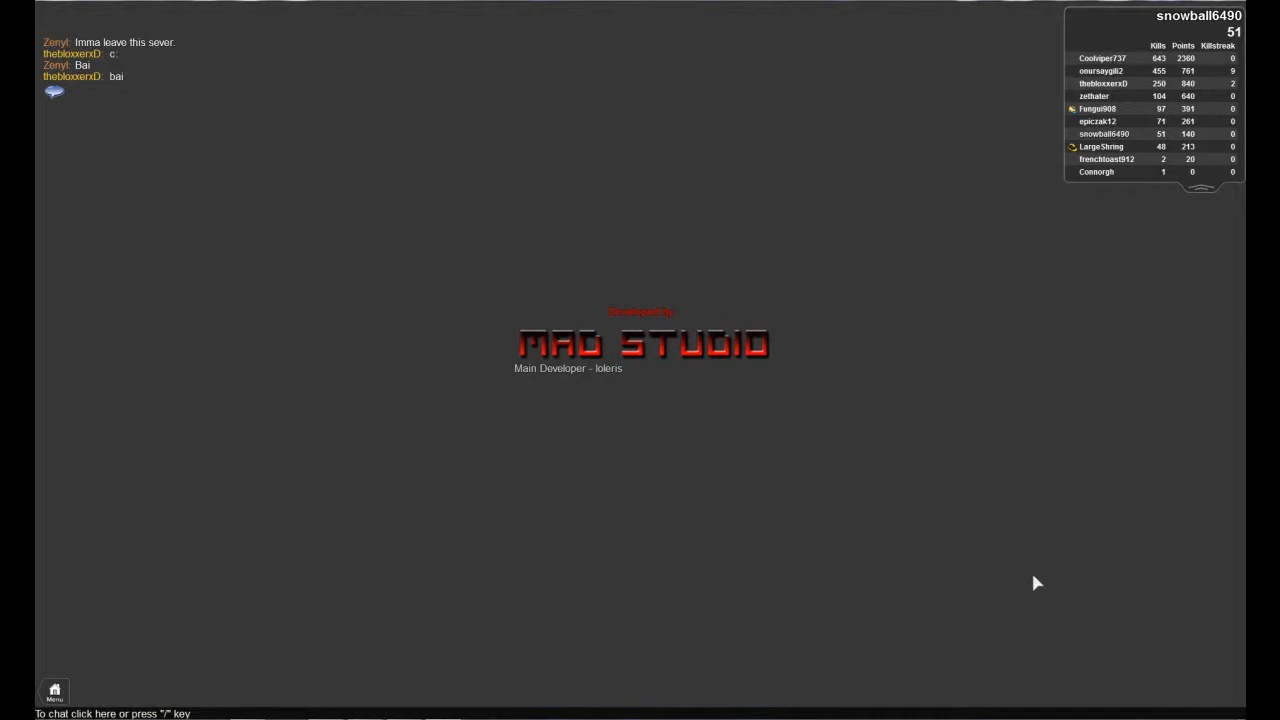 snowball6490
51
Zenyl: Imma leave this sever.
thebloxxerxD: c:
Zenyl: Bai
thebloxxerxD: bai
Kills Points Killstreak
Coolviper737 643 2360 0
onursaygili2 455 761 9
thebloxxerxD 250 840 2
zethater 104 640 0
Fungui908 97 391 0
epiczak12 71 261 0
snowball6490 51 140 0
LargeShring 48 213 0
frenchtoast912 2 20 0
Connorgh 1 0 0
Developed by
MAD STUDIO
Main Developer - loleris
Menu
To chat click here or press "/" key